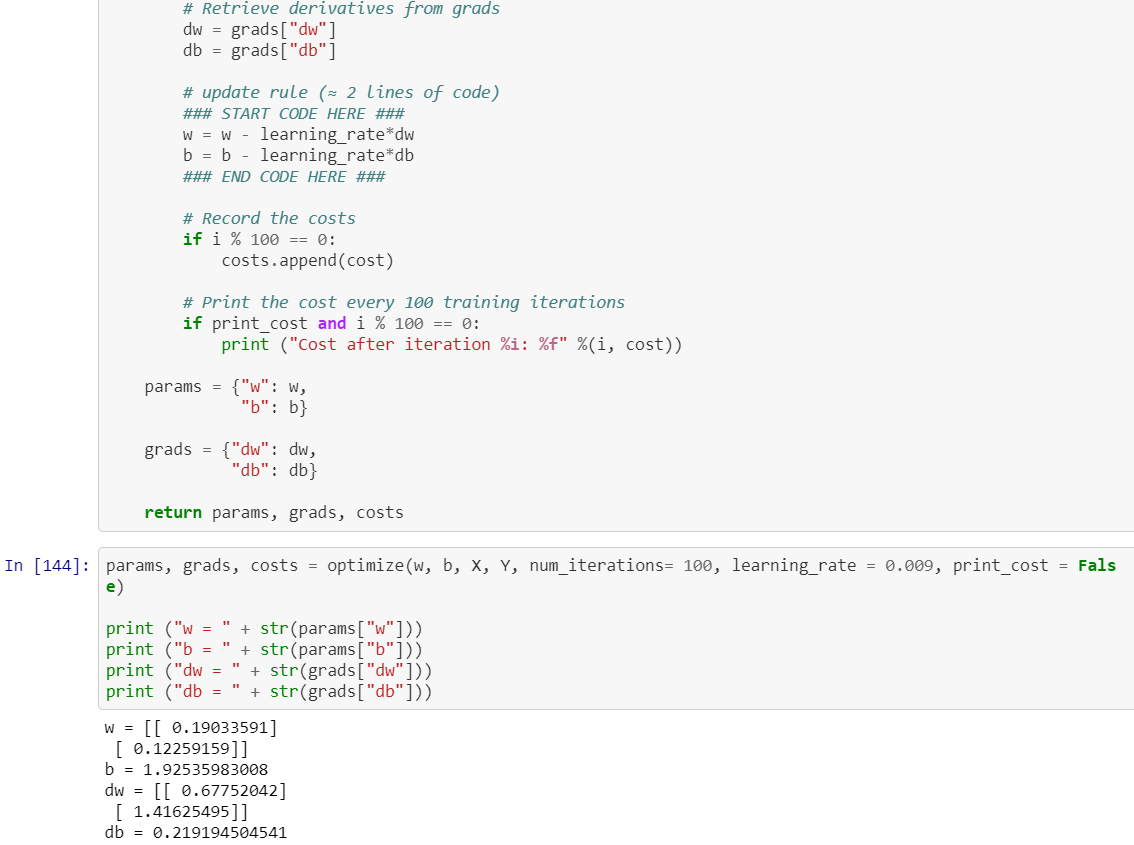 # Retrieve derivatives from grads
dw = grads["dw"]
db = grads["db"]
# update rule (≈ 2 lines of code)
### START CODE HERE ###
w = w - learning_rate*dw
b = b - learning_rate*db
### END CODE HERE ###
# Record the costs
if i % 100 == 0:
costs.append(cost)
# Print the cost every 100 training iterations
if print_cost and i % 100 == 0:
print ("Cost after iteration %i: %f" %(i, cost))
params = {"w": w,
"b": b}
grads = {"dw": dw,
"db": db}
return params, grads, costs
In [144]: params, grads, costs = optimize(w, b, X, Y, num_iterations= 100, learning_rate = 0.009, print_cost = Fals
e)
print ("w = " + str(params["w"]))
print ("b = " + str(params["b"]))
print ("dw = " + str(grads["dw"]))
print ("db = " + str(grads["db"]))
w = [[ 0.19033591]
[ 0.12259159]]
b = 1.92535983008
dw = [[ 0.67752042]
[ 1.41625495]]
db = 0.219194504541